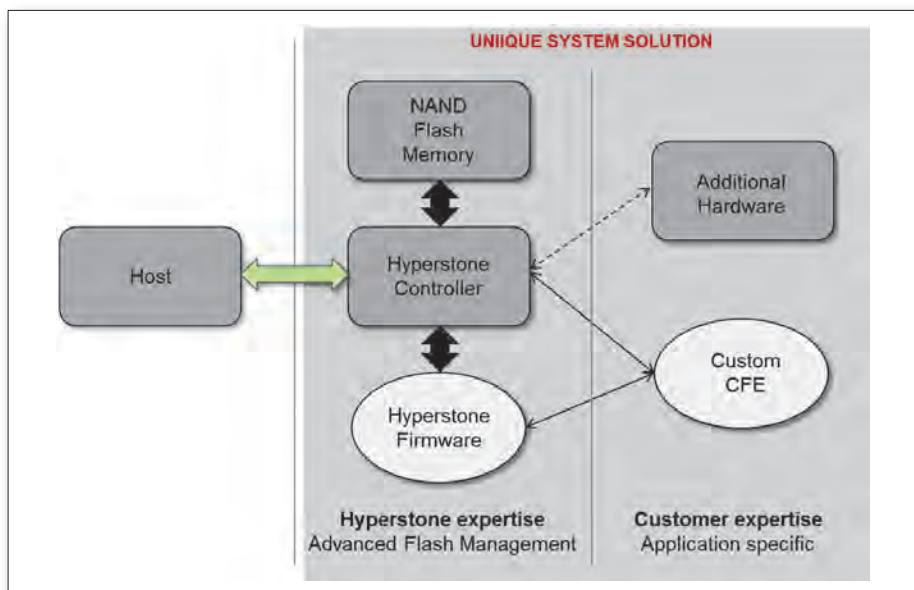 UNIIQUE SYSTEM SOLUTION
NAND
Flash
Memory
Additional
Hardware
Host
Hyperstone
Controller
Custom
CFE
Hyperstone
Firmware
Hyperstone expertise
Advanced Flash Management
Customer expertise
Application specific